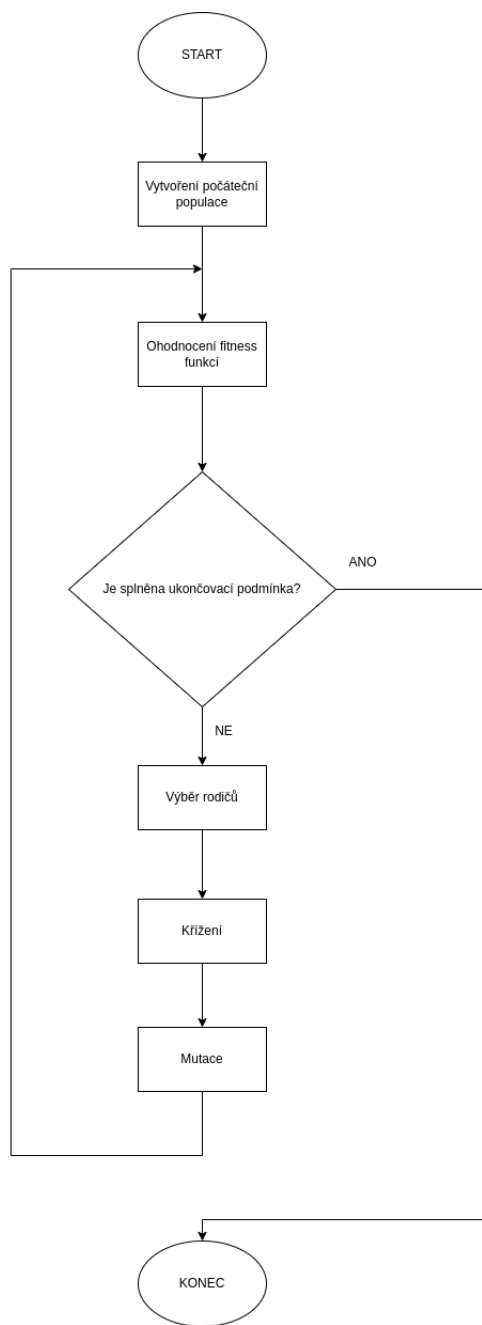 START
Vytvoření počáteční
populace
Ohodnocení fitness
funkcí
Je splněna ukončovací podmínka?
ANO
NE
Výběr rodičů
Křížení
Mutace
KONEC